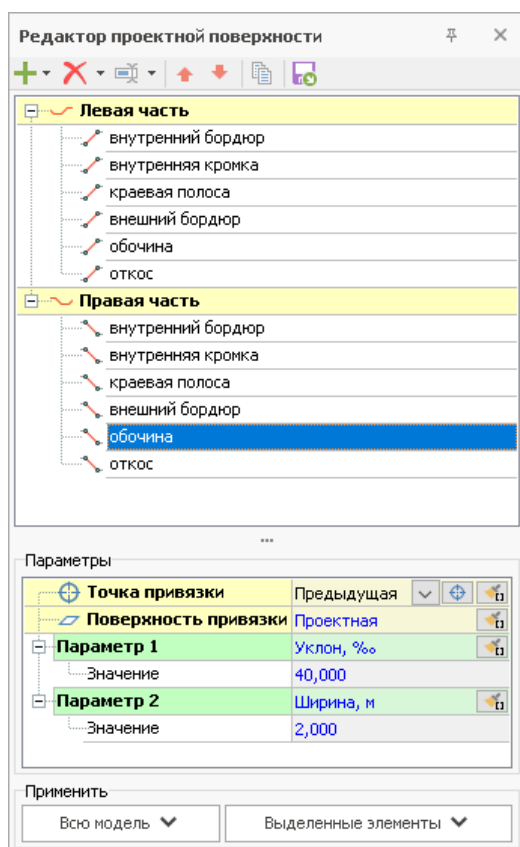 Редактор проектной поверхности
Левая часть
внутренний бордюр
внутренняя кромка
краевая полоса
внешний бордюр
обочина
откос
Правая часть
внутренний бордюр
внутренняя кромка
краевая полоса
внешний бордюр
обочина
откос
Параметры
Точка привязки Предыдущая
Поверхность привязки Проектная
Параметр 1 Уклон, ‰
Значение 40,000
Параметр 2 Ширина, м
Значение 2,000
Применить
Всю модель Выделенные элементы